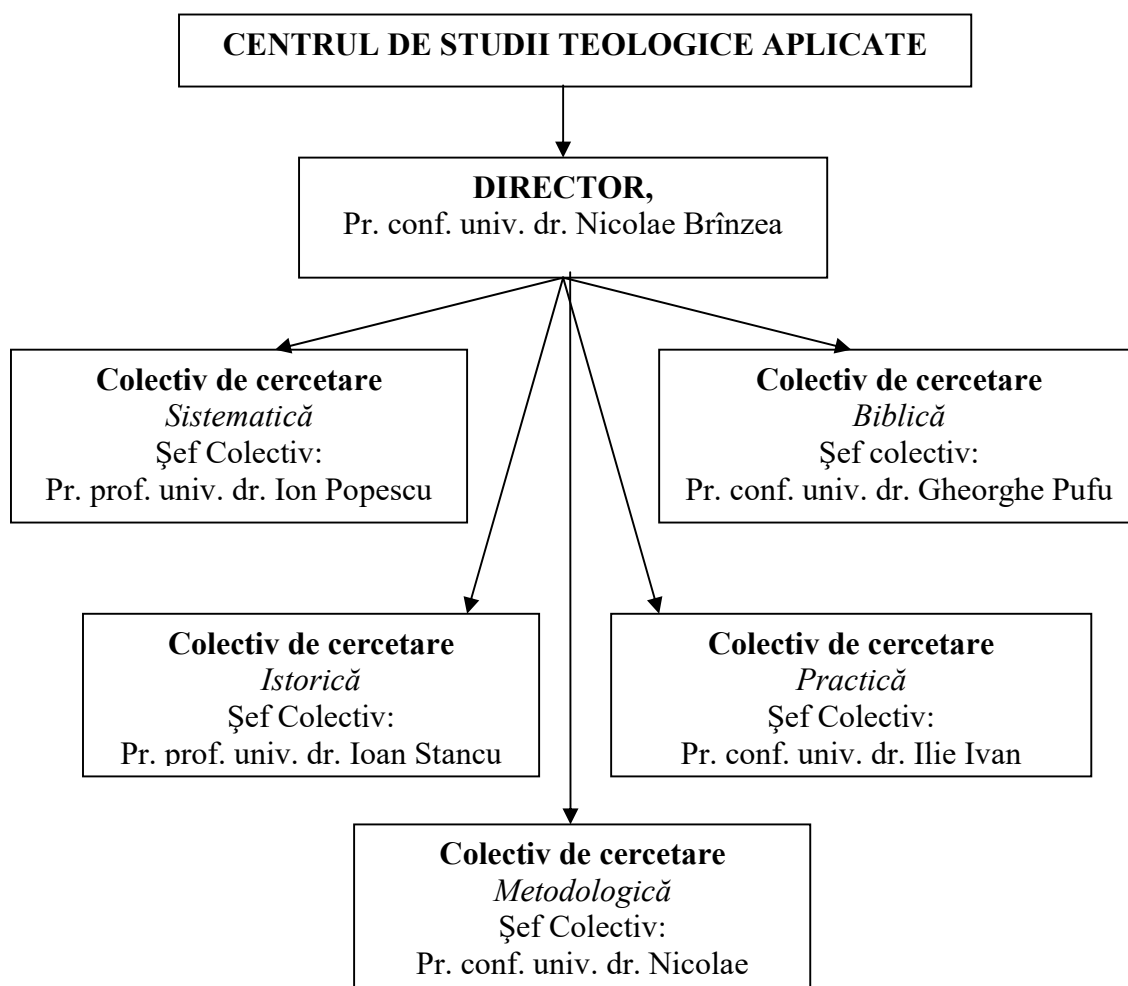 CENTRUL DE STUDII TEOLOGICE APLICATE
DIRECTOR,
Pr. conf. univ. dr. Nicolae Brînzea
Colectiv de cercetare
Sistematică
Şef Colectiv:
Pr. prof. univ. dr. Ion Popescu
Colectiv de cercetare
Biblică
Şef colectiv:
Pr. conf. univ. dr. Gheorghe Pufu
Colectiv de cercetare
Istorică
Şef Colectiv:
Pr. prof. univ. dr. Ioan Stancu
Colectiv de cercetare
Practică
Şef Colectiv:
Pr. conf. univ. dr. Ilie Ivan
Colectiv de cercetare
Metodologică
Şef Colectiv:
Pr. conf. univ. dr. Nicolae